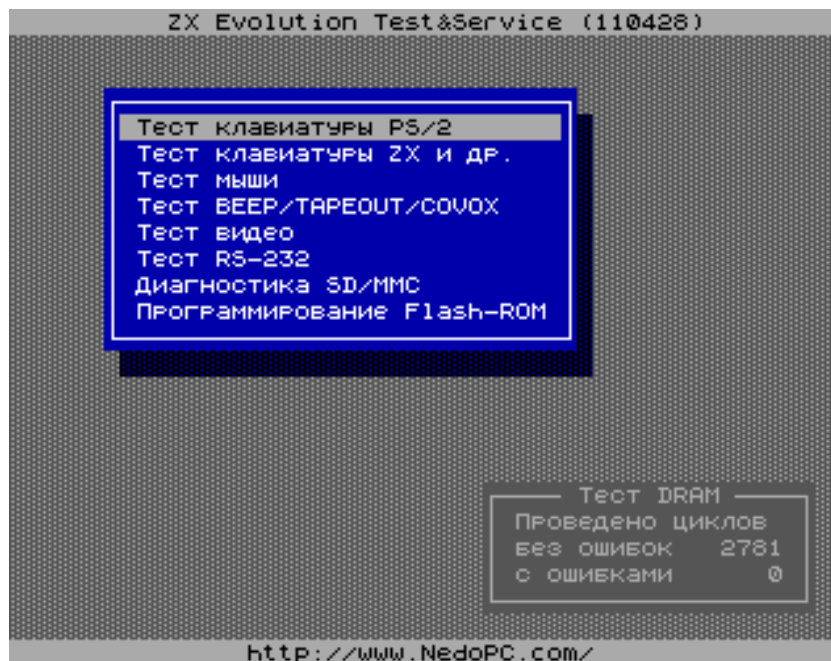 ZX Evolution Test&Service (110428)
Тест клавиатуры PS/2
Тест клавиатуры ZX и др.
Тест мыши
Тест BEEP/TAPEOUT/COVOX
Тест видео
Тест RS-232
Диагностика SD/MMC
Программирование Flash-ROM
Тест DRAM
Проведено циклов
без ошибок 2781
с ошибками 0
http://www.NedoPC.com/